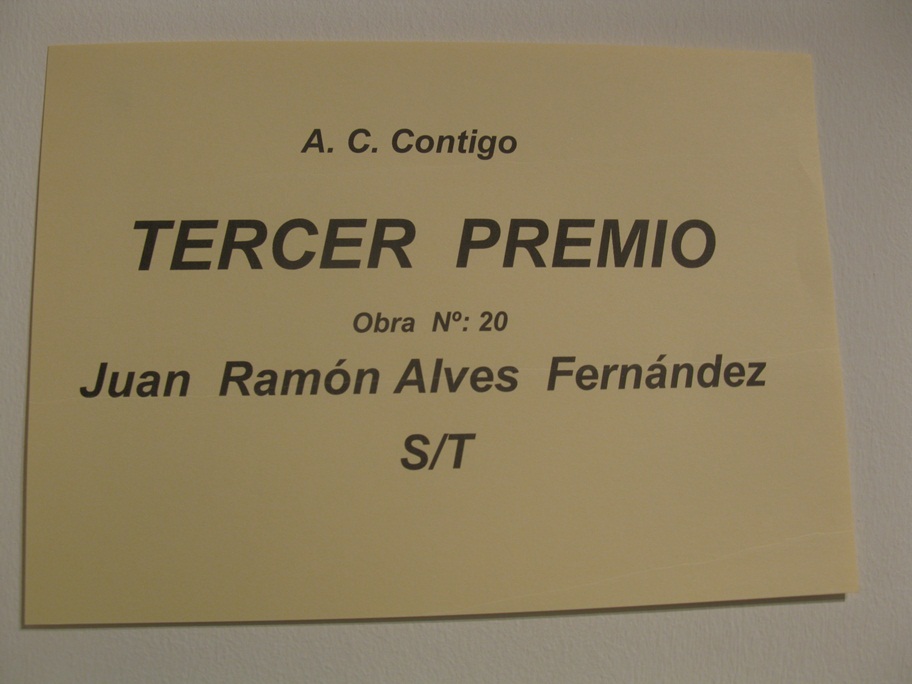 A. C. Contigo
TERCER PREMIO
Obra Nº: 20
Juan Ramón Alves Fernández
S/T